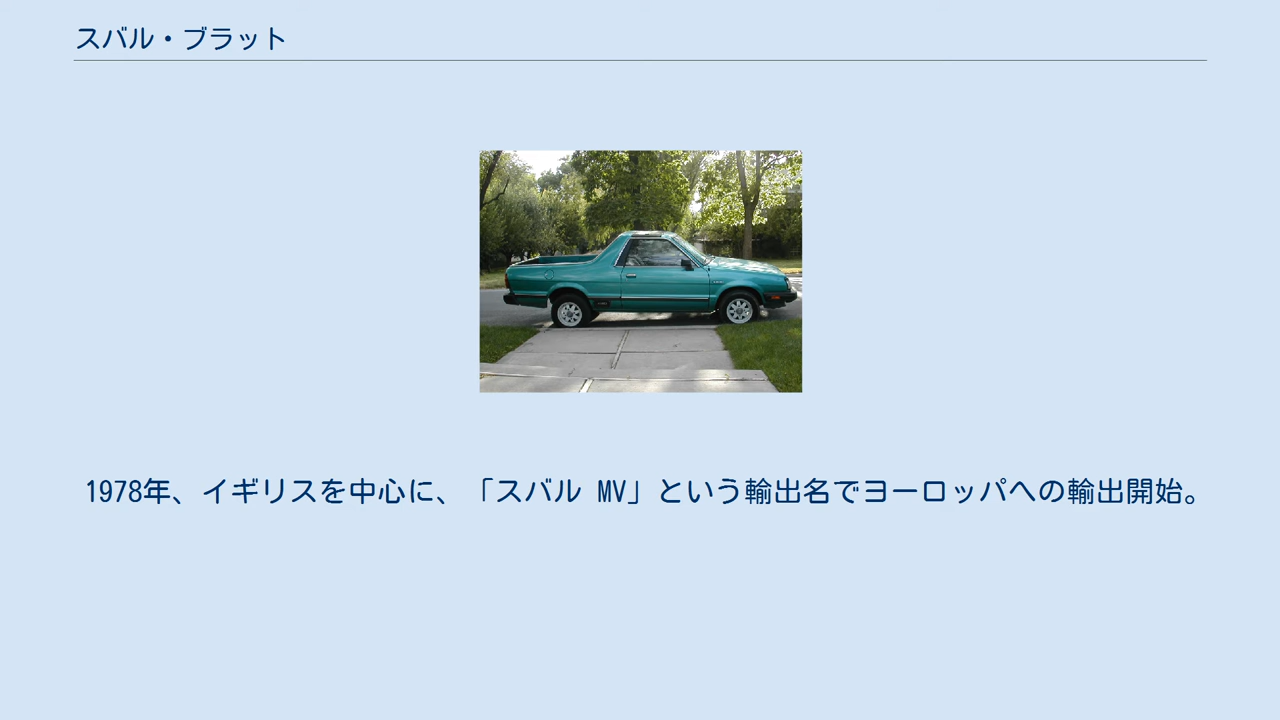 スバル・ブラット
1978年、イギリスを中心に、「スバル MV」という輸出名でヨーロッパへの輸出開始。